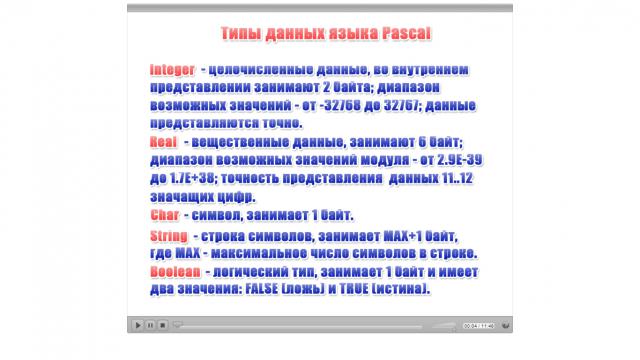 Типы данных языка Pascal
Integer - целочисленные данные, во внутреннем
представлении занимают 2 байта; диапазон
возможных значений - от -32768 до 32767; данные
представляются точно.
Real - вещественные данные, занимают 6 байт;
диапазон возможных значений модуля - от 2.9E-39
до 1.7E+38; точность представления данных 11..12
значащих цифр.
Char - символ, занимает 1 байт.
String - строка символов, занимает MAX+1 байт,
где MAX - максимальное число символов в строке.
Boolean - логический тип, занимает 1 байт и имеет
два значения: FALSE (ложь) и TRUE (истина).
00:04 / 11:46